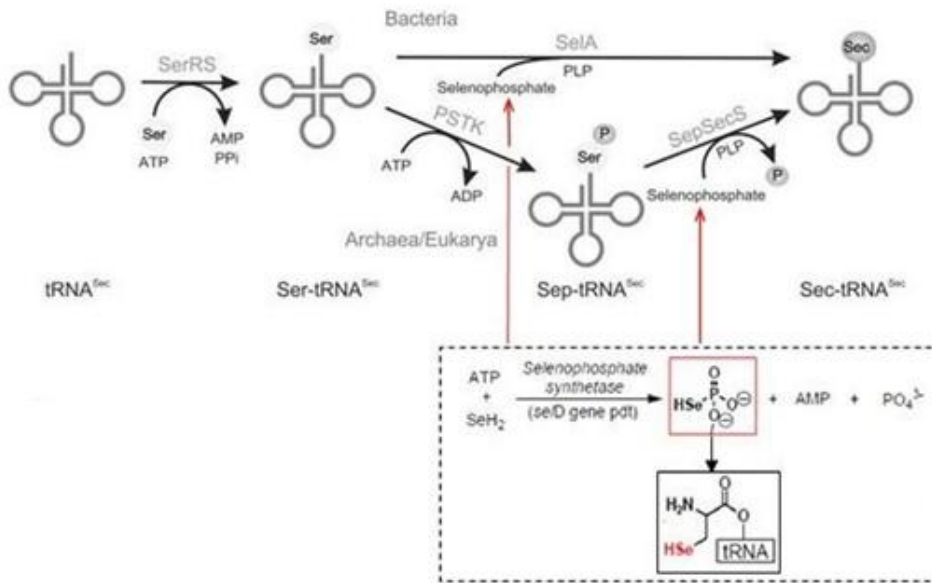 Bacteria
Ser
SelA
Sec
SerRS
PLP
Selenophosphate
Ser
ATP
AMP
PPi
PSTK
ATP
ADP
P
Ser
SepSecS
PLP
P
Selenophosphate
Archaea/Eukarya
tRNASec
Ser-tRNASec
Sep-tRNASec
Sec-tRNASec
ATP
+
SeH2
Selenophosphate
synthetase
(selD gene pdt)
O
HSe P O⊖
O⊖
+ AMP +
O
H2N
O
HSe
tRNA